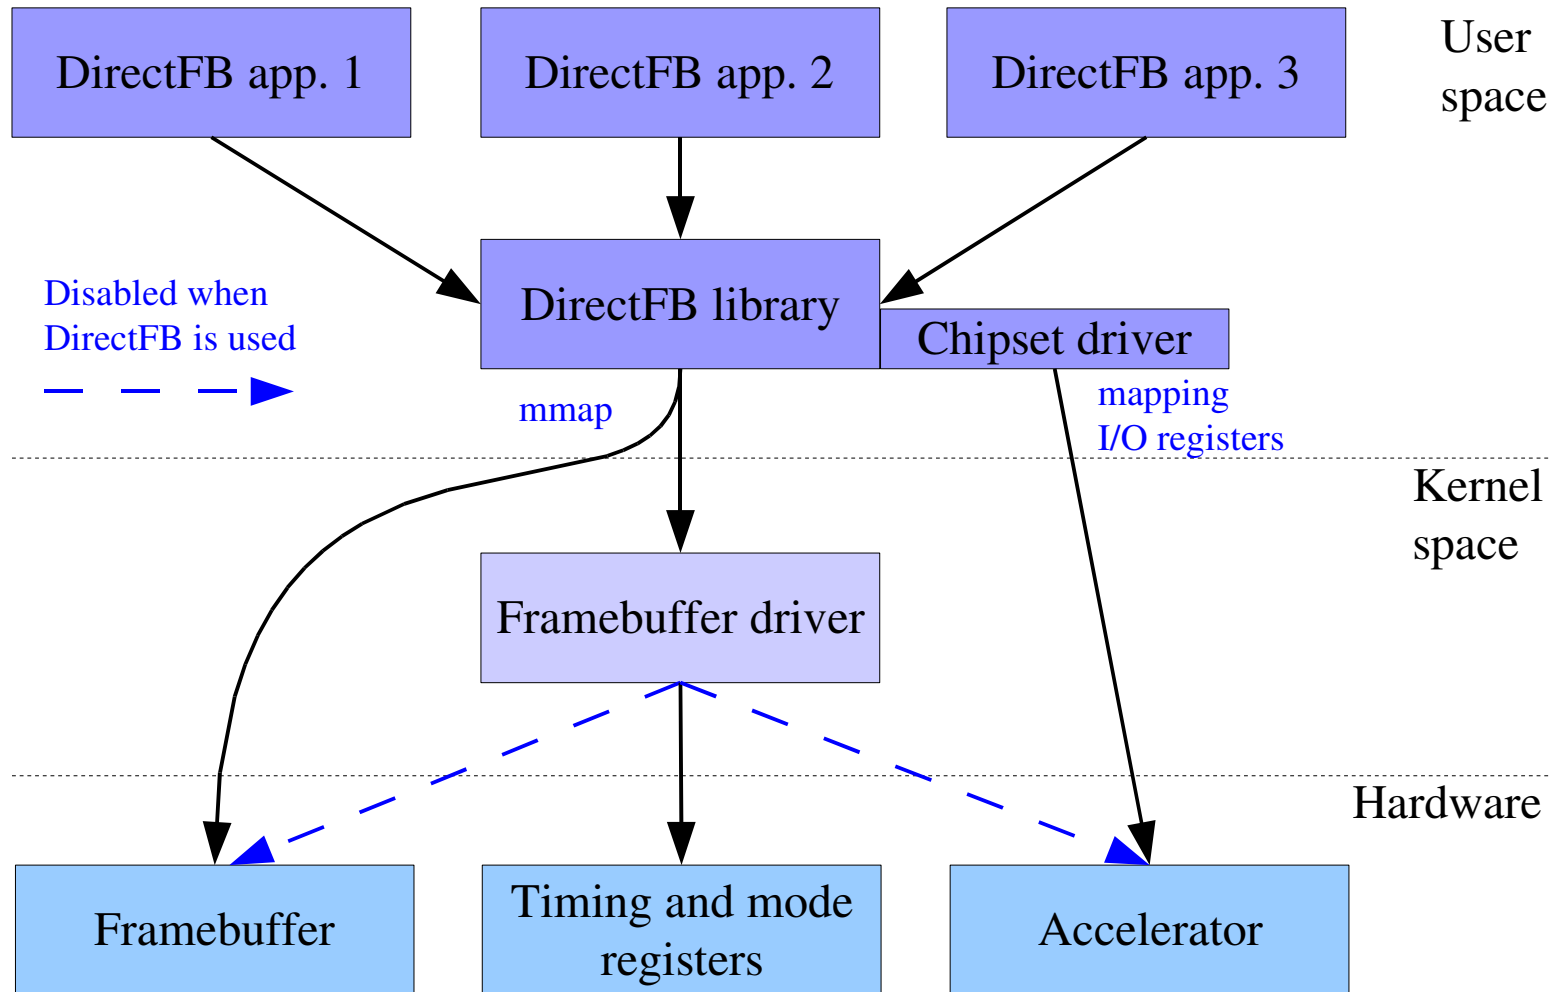 DirectFB app. 1
DirectFB app. 2
DirectFB app. 3
User
space
Disabled when
DirectFB is used
DirectFB library
Chipset driver
mmap
mapping
I/O registers
Kernel
space
Framebuffer driver
Hardware
Framebuffer
Timing and mode
registers
Accelerator